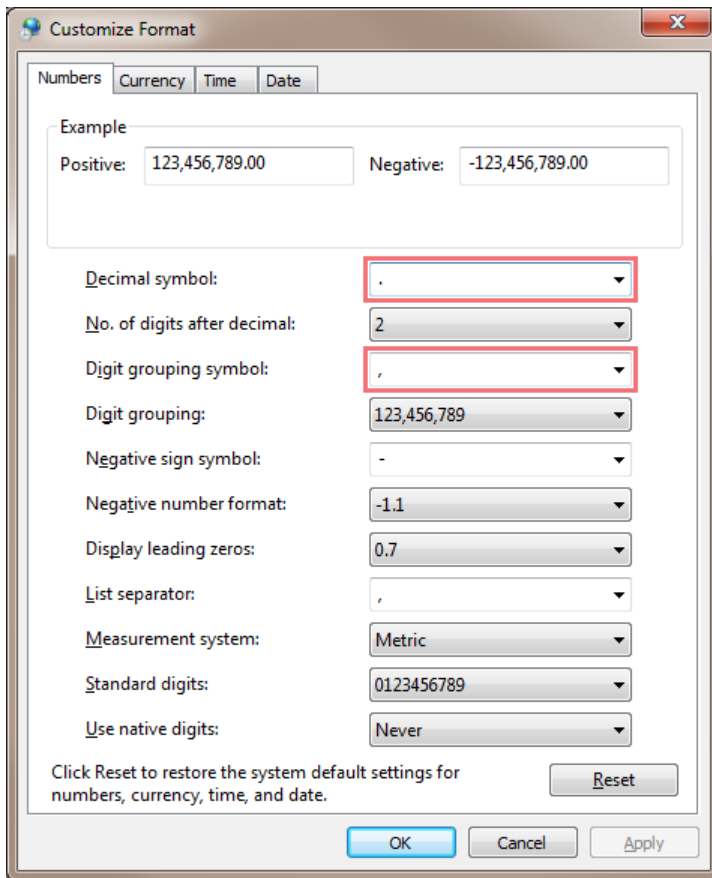 Customize Format
Numbers Currency Time Date
Example
Positive: 123,456,789.00 Negative: -123,456,789.00
Decimal symbol: .
No. of digits after decimal: 2
Digit grouping symbol: ,
Digit grouping: 123,456,789
Negative sign symbol: -
Negative number format: -1.1
Display leading zeros: 0.7
List separator: ,
Measurement system: Metric
Standard digits: 0123456789
Use native digits: Never
Click Reset to restore the system default settings for
numbers, currency, time, and date.
Reset
OK Cancel Apply